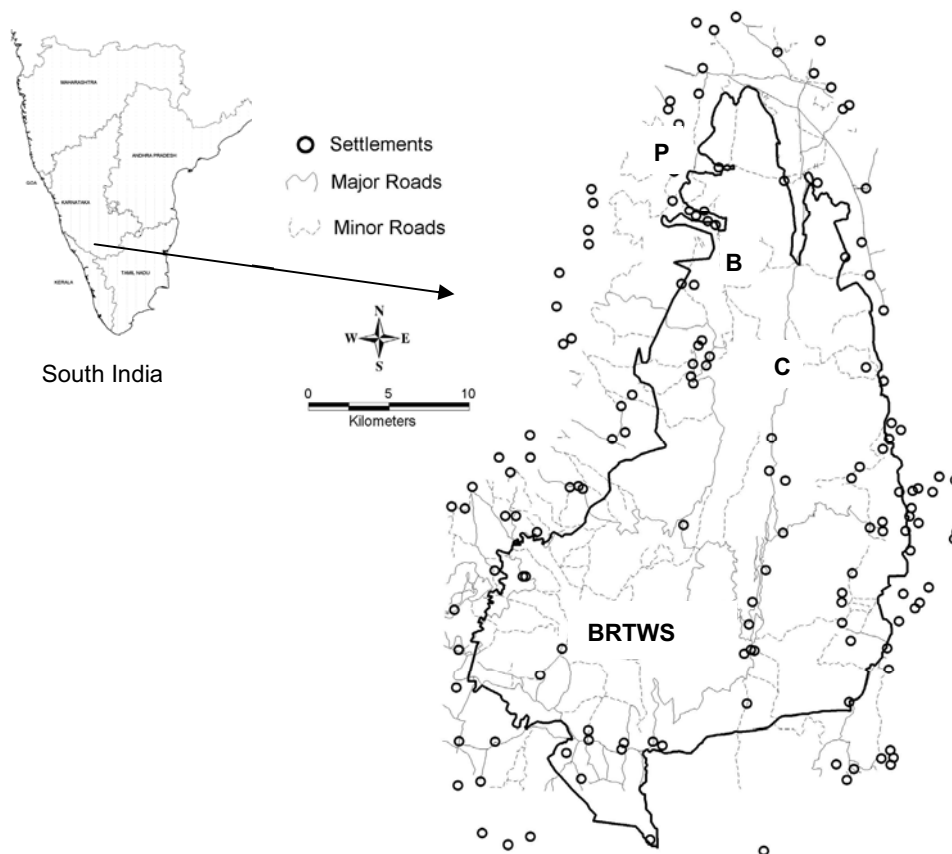 MAHARASHTRA
ANDHRA PRADESH
GOA
KARNATAKA
KERALA
TAMIL NADU
South India
Settlements
Major Roads
Minor Roads
N
W E
S
0 5 10
Kilometers
P
B
C
BRTWS